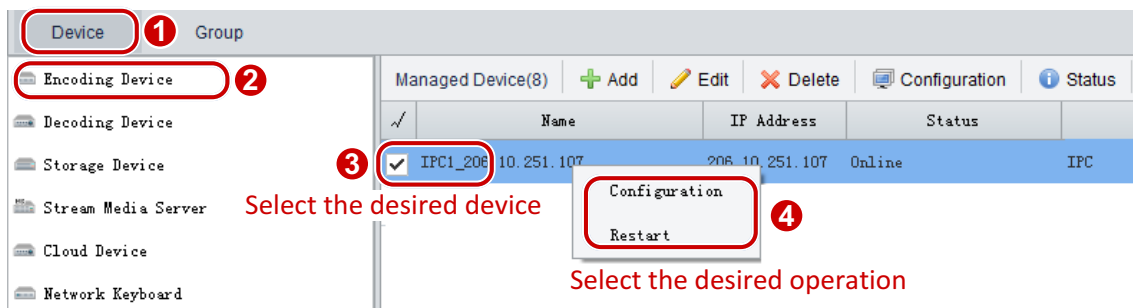 Device 1 Group
Encoding Device 2
Managed Device(8) Add Edit Delete Configuration Status
Decoding Device
Name IP Address Status
Storage Device
3 IPC1_206.10.251.107 206.10.251.107 Online IPC
Configuration
Stream Media Server
Select the desired device
4
Restart
Cloud Device
Select the desired operation
Network Keyboard